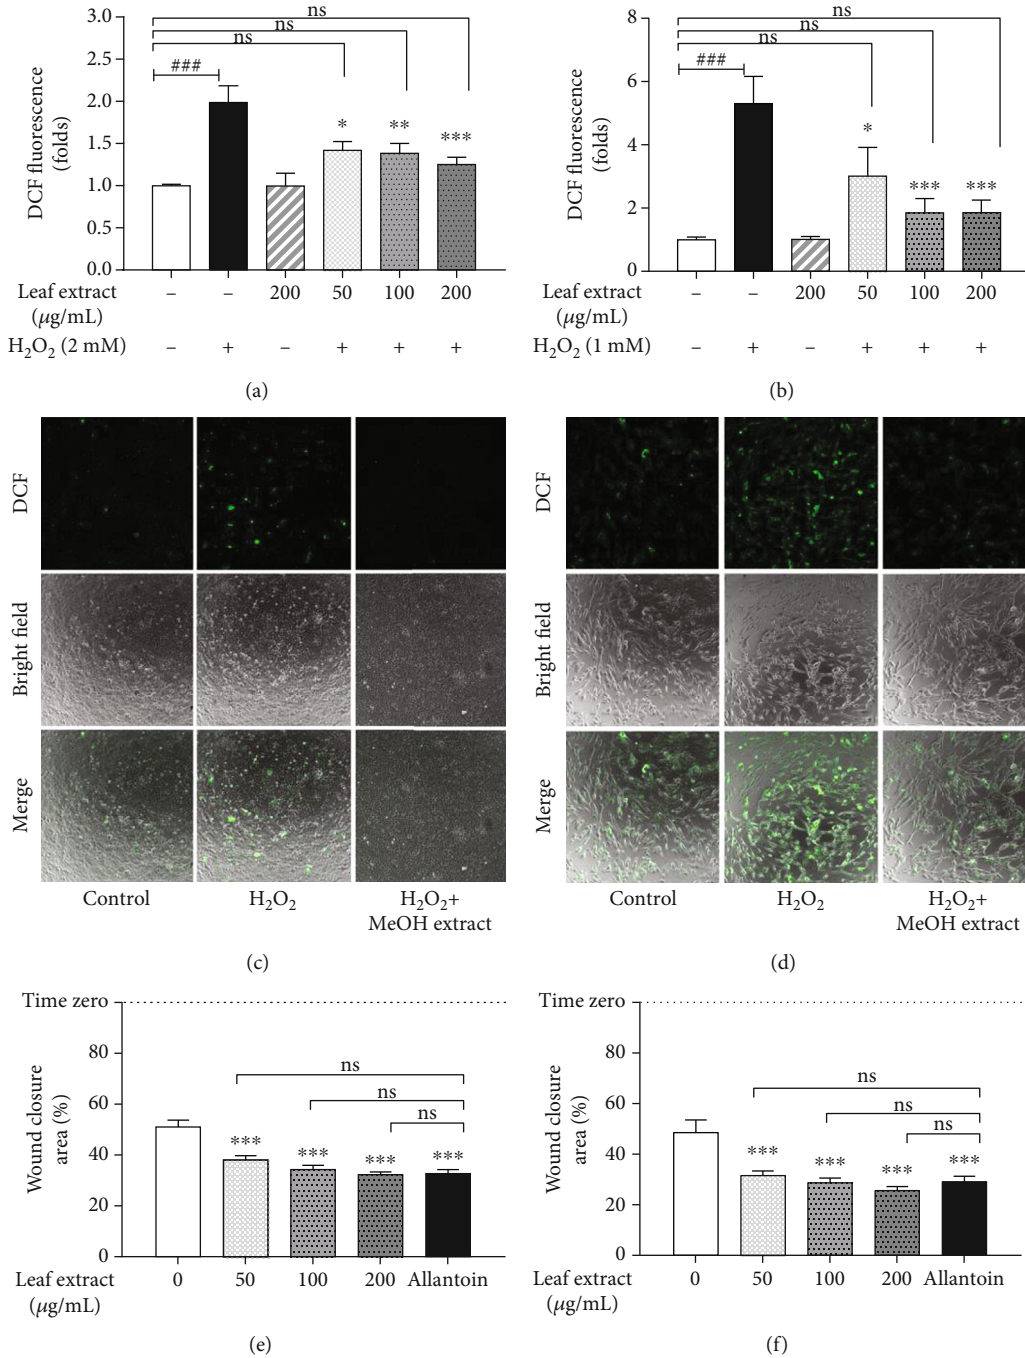 ns
ns
ns
###
*
**
***
3.0
2.5
2.0
1.5
1.0
0.5
0.0
DCF fluorescence
(folds)
Leaf extract
(μg/mL)
– – 200 50 100 200
H₂O₂ (2 mM) – + – + + +
(a)
ns
ns
ns
###
*
***
***
8
6
4
2
0
DCF fluorescence
(folds)
Leaf extract
(μg/mL)
– – 200 50 100 200
H₂O₂ (1 mM) – + – + + +
(b)
DCF
Bright field
Merge
Control
H₂O₂
H₂O₂+
MeOH extract
(c)
DCF
Bright field
Merge
Control
H₂O₂
H₂O₂+
MeOH extract
(d)
Time zero
80
60
40
20
0
Wound closure
area (%)
ns
ns
ns
***
***
***
***
Leaf extract
(μg/mL)
0 50 100 200 Allantoin
(e)
Time zero
80
60
40
20
0
Wound closure
area (%)
ns
ns
ns
***
***
***
***
Leaf extract
(μg/mL)
0 50 100 200 Allantoin
(f)